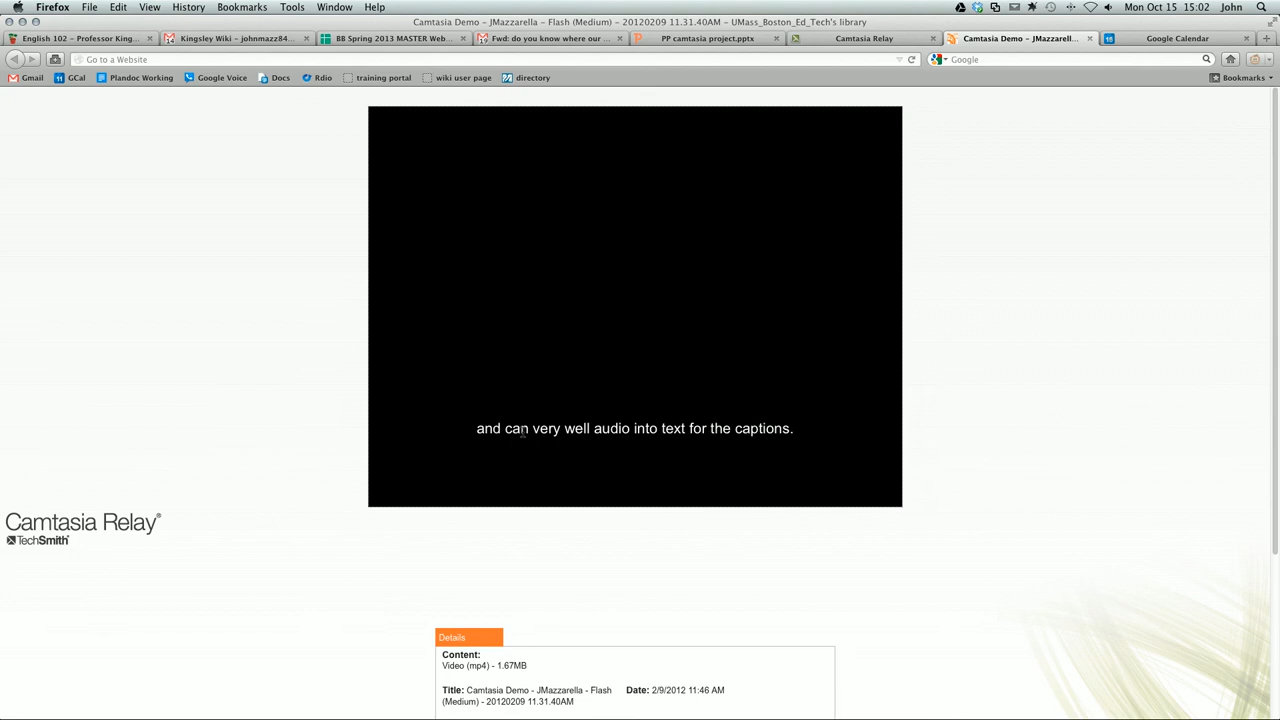 Firefox File Edit View History Bookmarks Tools Window Help Mon Oct 15 15:02 John
Camtasia Demo – JMazzarella – Flash (Medium) – 20120209 11.31.40AM – UMass_Boston_Ed_Tech's library
English 102 – Professor King... Kingsley Wiki – johnmazz84... BB Spring 2013 MASTER Web... Fwd: do you know where our ... PP camtasia project.pptx Camtasia Relay Camtasia Demo – JMazzarell... Google Calendar
Go to a Website Google
Gmail GCal Plandoc Working Google Voice Docs Rdio training portal wiki user page directory Bookmarks
and can very well audio into text for the captions.
Camtasia Relay®
TechSmith®
Details
Content:
Video (mp4) - 1.67MB
Title: Camtasia Demo - JMazzarella - Flash Date: 2/9/2012 11:46 AM
(Medium) - 20120209 11.31.40AM